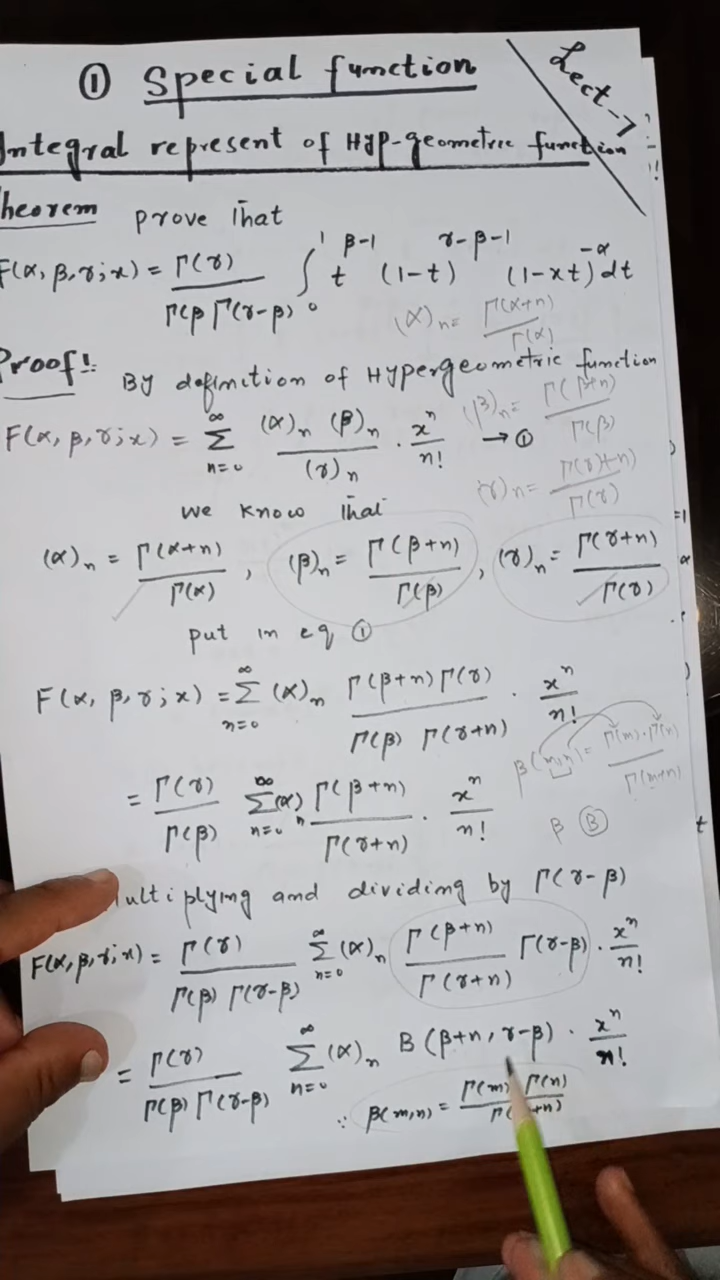 ① Special function
Lect-7
Integral represent of Hyp-geometric function
Theorem prove that
F(α, β, γ; x) = Γ(γ) / Γ(β Γ(γ-β) ∫₀¹ t^(β-1) (1-t)^(γ-β-1) (1-xt)^(-α) dt
(α)ₙ = Γ(α+n) / Γ(α)
Proof! By definition of Hypergeometric function
F(α, β, γ; x) = Σ_(n=0)^∞ (α)ₙ (β)ₙ / (γ)ₙ · xⁿ/n! → ①
(β)ₙ = Γ(β+n) / Γ(β)
(γ)ₙ = Γ(γ)+n) / Γ(γ)
we know that
(α)ₙ = Γ(α+n) / Γ(α) , (β)ₙ = Γ(β+n) / Γ(β) , (γ)ₙ = Γ(γ+n) / Γ(γ)
put in eq ①
F(α, β, γ; x) = Σ_(n=0)^∞ (α)ₙ Γ(β+n) Γ(γ) / Γ(β) Γ(γ+n) · xⁿ/n!
β(m,n) = Γ(m)·Γ(n) / Γ(m+n)
= Γ(γ) / Γ(β) Σ_(n=0)^∞ (α)ₙ Γ(β+n) / Γ(γ+n) · xⁿ/n!
β Ⓑ
ultiplying and dividing by Γ(γ-β)
F(α, β, γ; x) = Γ(γ) / Γ(β) Γ(γ-β) Σ_(n=0)^∞ (α)ₙ Γ(β+n) / Γ(γ+n) Γ(γ-β) · xⁿ/n!
= Γ(γ) / Γ(β) Γ(γ-β) Σ_(n=0)^∞ (α)ₙ B(β+n, γ-β) · xⁿ/n!
∵ β(m,n) = Γ(m) Γ(n) / Γ( +n)